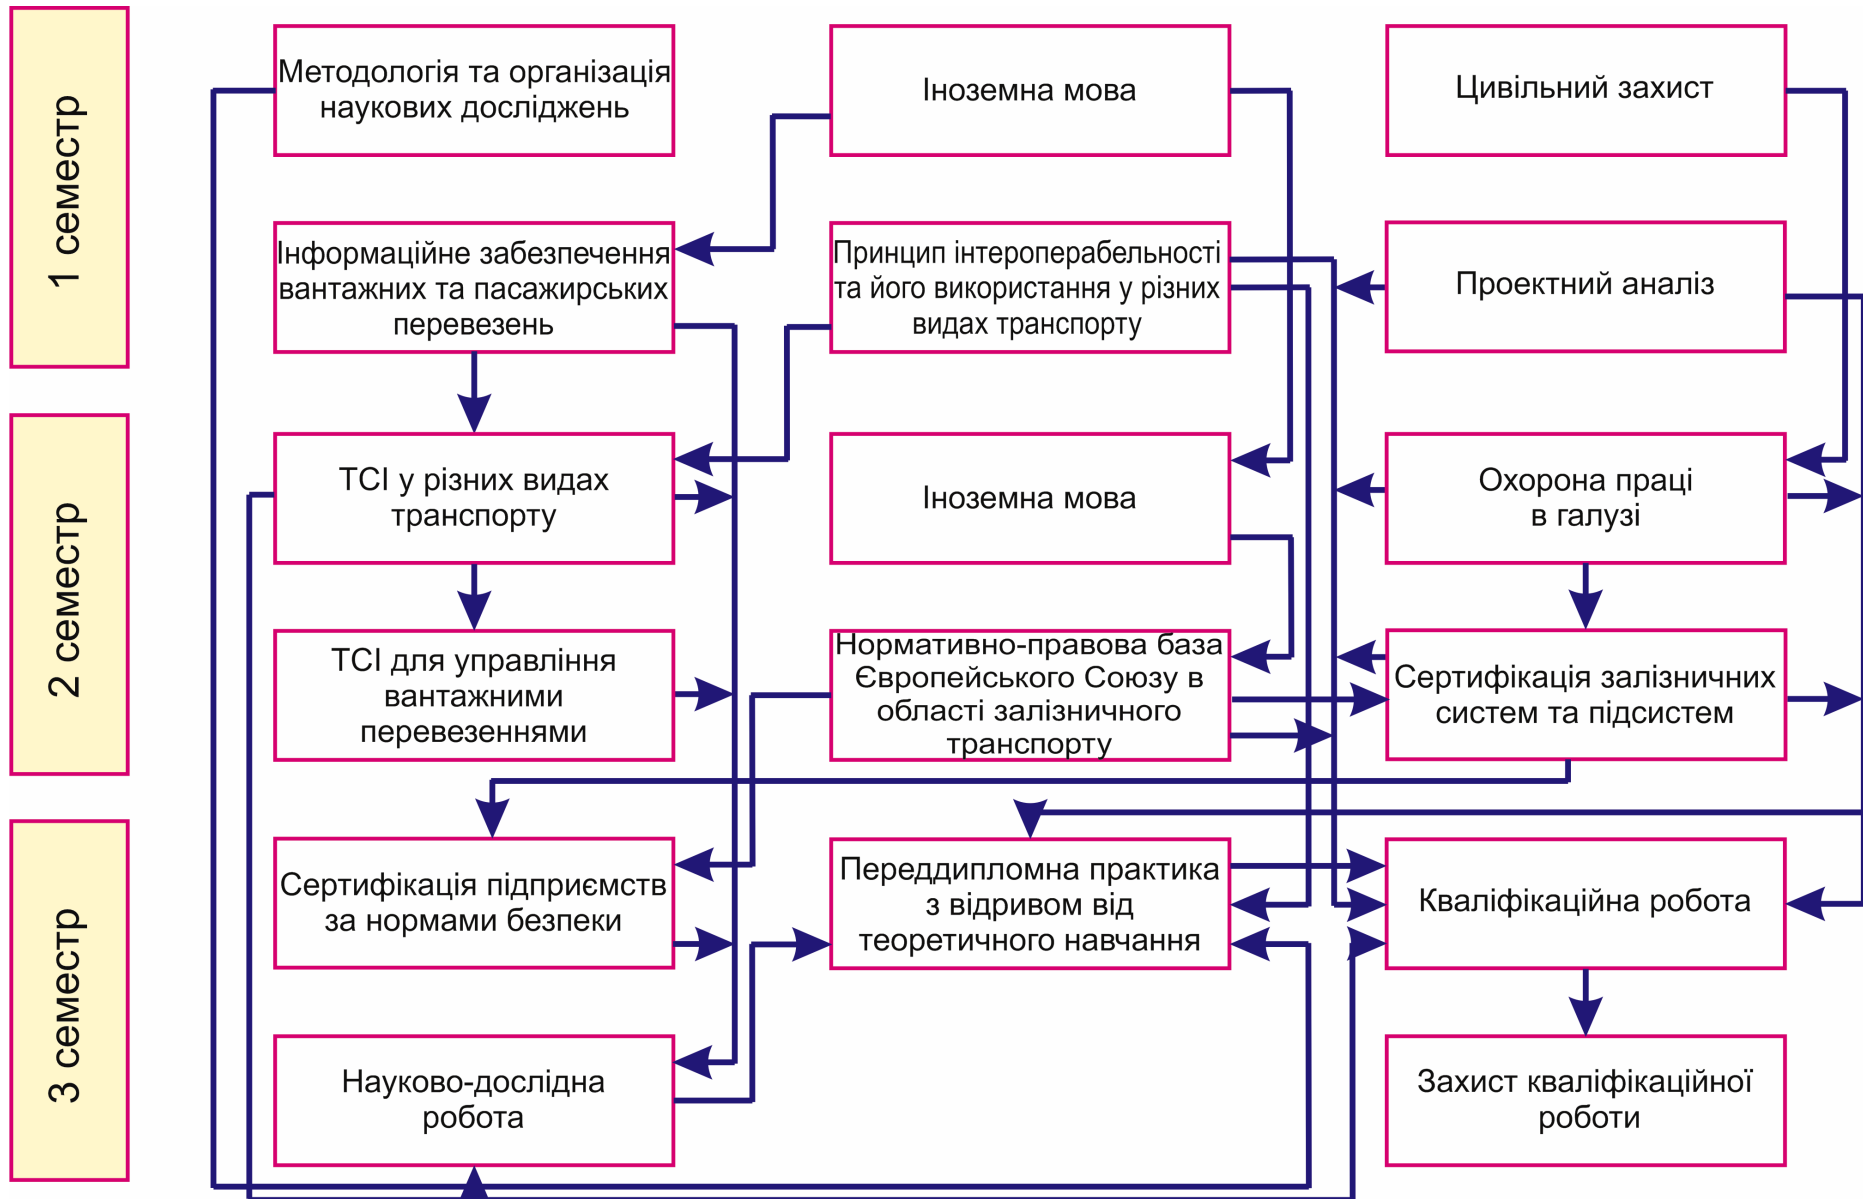 1 семестр
Методологія та організація
наукових досліджень
Іноземна мова
Цивільний захист
Інформаційне забезпечення
вантажних та пасажирських
перевезень
Принцип інтероперабельності
та його використання у різних
видах транспорту
Проектний аналіз
2 семестр
ТСІ у різних видах
транспорту
Іноземна мова
Охорона праці
в галузі
ТСІ для управління
вантажними
перевезеннями
Нормативно-правова база
Європейського Союзу в
області залізничного
транспорту
Сертифікація залізничних
систем та підсистем
3 семестр
Сертифікація підприємств
за нормами безпеки
Переддипломна практика
з відривом від
теоретичного навчання
Кваліфікаційна робота
Науково-дослідна
робота
Захист кваліфікаційної
роботи